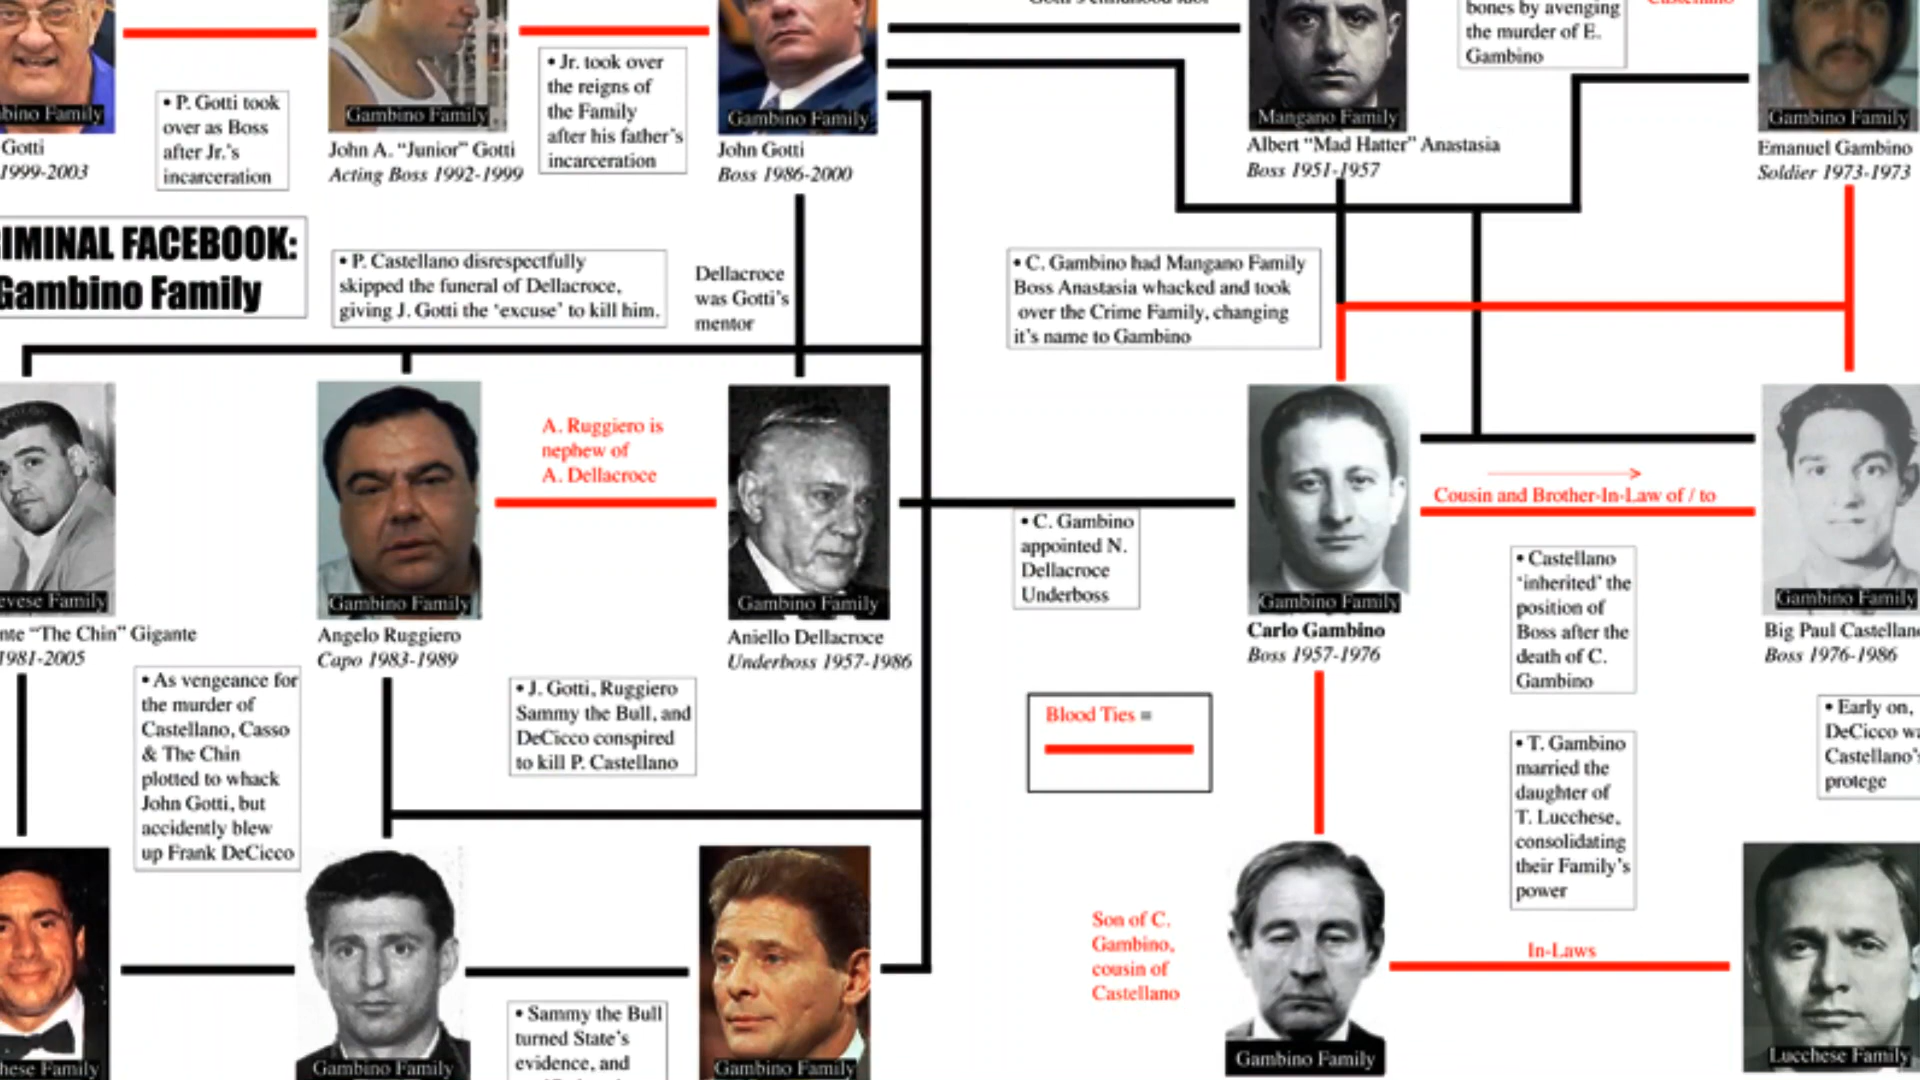 bones by avenging
the murder of E.
Gambino
bino Family
Gotti
1999-2003
• P. Gotti took
over as Boss
after Jr.'s
incarceration
Gambino Family
John A. “Junior” Gotti
Acting Boss 1992-1999
• Jr. took over
the reigns of
the Family
after his father's
incarceration
Gambino Family
John Gotti
Boss 1986-2000
Mangano Family
Albert “Mad Hatter” Anastasia
Boss 1951-1957
Gambino Family
Emanuel Gambino
Soldier 1973-1973
IMINAL FACEBOOK:
Gambino Family
• P. Castellano disrespectfully
skipped the funeral of Dellacroce,
giving J. Gotti the ‘excuse’ to kill him.
Dellacroce
was Gotti's
mentor
• C. Gambino had Mangano Family
Boss Anastasia whacked and took
over the Crime Family, changing
it's name to Gambino
evese Family
nte “The Chin” Gigante
1981-2005
Gambino Family
Angelo Ruggiero
Capo 1983-1989
A. Ruggiero is
nephew of
A. Dellacroce
Gambino Family
Aniello Dellacroce
Underboss 1957-1986
• C. Gambino
appointed N.
Dellacroce
Underboss
Gambino Family
Carlo Gambino
Boss 1957-1976
Cousin and Brother-In-Law of / to
• Castellano
‘inherited’ the
position of
Boss after the
death of C.
Gambino
Gambino Family
Big Paul Castellano
Boss 1976-1986
• As vengeance for
the murder of
Castellano, Casso
& The Chin
plotted to whack
John Gotti, but
accidently blew
up Frank DeCicco
• J. Gotti, Ruggiero
Sammy the Bull, and
DeCicco conspired
to kill P. Castellano
Blood Ties =
• T. Gambino
married the
daughter of
T. Lucchese,
consolidating
their Family's
power
• Early on,
DeCicco wa
Castellano's
protege
hese Family
Gambino Family
• Sammy the Bull
turned State's
evidence, and
Gambino Family
Son of C.
Gambino,
cousin of
Castellano
Gambino Family
In-Laws
Lucchese Family